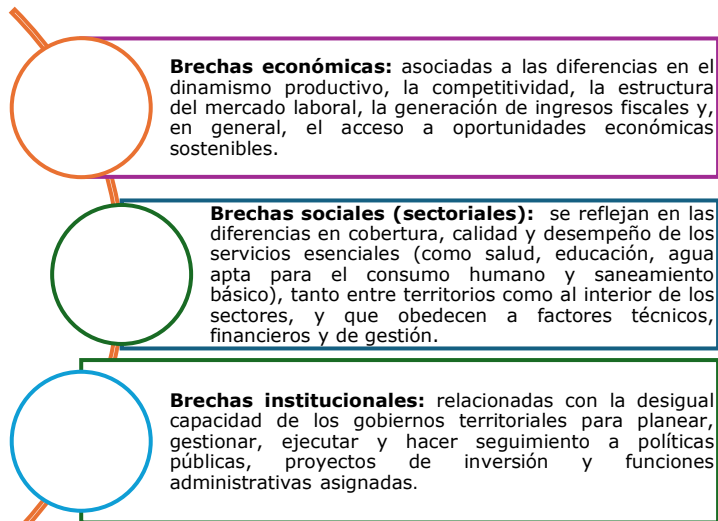 Brechas económicas: asociadas a las diferencias en el
dinamismo productivo, la competitividad, la estructura
del mercado laboral, la generación de ingresos fiscales y,
en general, el acceso a oportunidades económicas
sostenibles.
Brechas sociales (sectoriales): se reflejan en las
diferencias en cobertura, calidad y desempeño de los
servicios esenciales (como salud, educación, agua
apta para el consumo humano y saneamiento
básico), tanto entre territorios como al interior de los
sectores, y que obedecen a factores técnicos,
financieros y de gestión.
Brechas institucionales: relacionadas con la desigual
capacidad de los gobiernos territoriales para planear,
gestionar, ejecutar y hacer seguimiento a políticas
públicas, proyectos de inversión y funciones
administrativas asignadas.